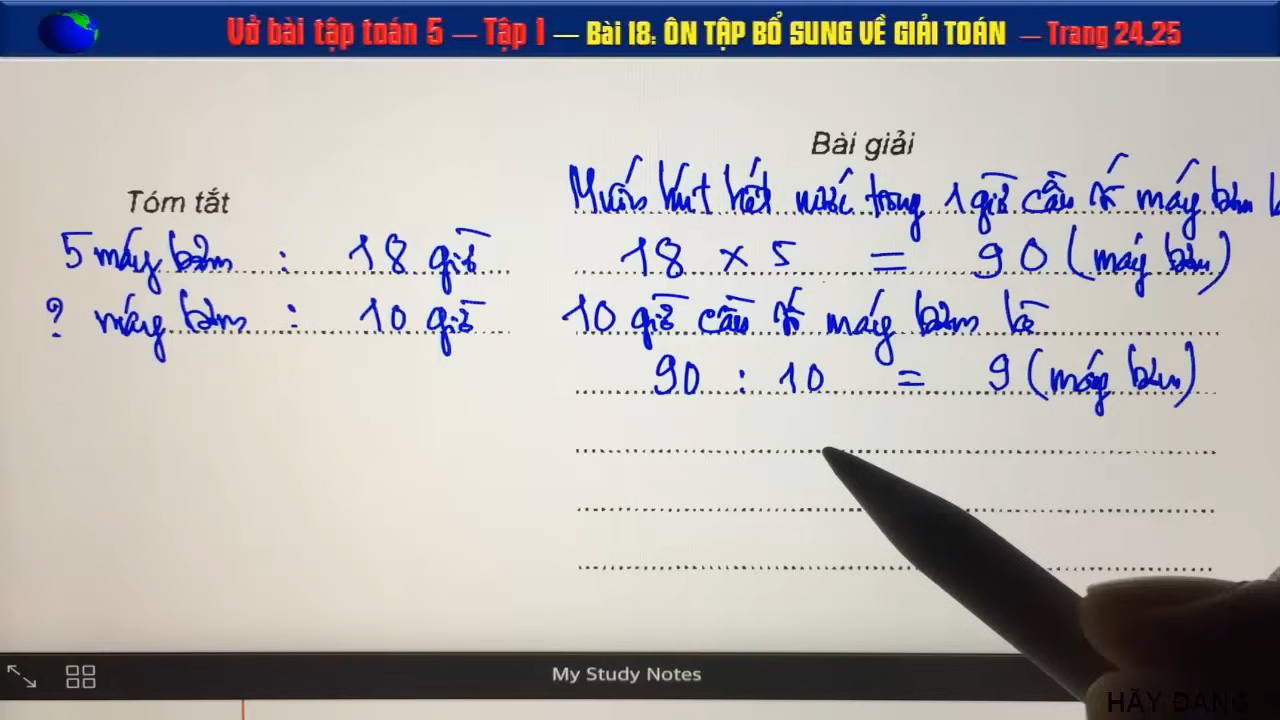 Vở bài tập toán 5 – Tập 1 – Bài 18: ÔN TẬP BỔ SUNG VỀ GIẢI TOÁN – Trang 24,25
Tóm tắt
5 máy bơm : 18 giờ
? máy bơm : 10 giờ
Bài giải
Muốn hút hết nước trong 1 giờ cần số máy bơm
18 x 5 = 90 (máy bơm)
10 giờ cần số máy bơm là
90 : 10 = 9 (máy bơm)
My Study Notes
HÃY ĐĂNG